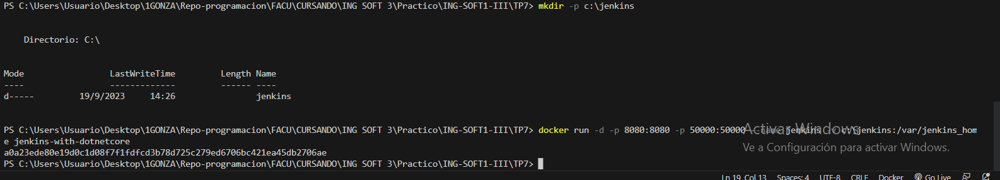 PS C:\Users\Usuario\Desktop\1GONZA\Repo-programacion\FACU\CURSANDO\ING SOFT 3\Practico\ING-SOFT1-III\TP7> mkdir -p c:\jenkins
Directorio: C:\
Mode LastWriteTime Length Name
---- ------------- ------ ----
d----- 19/9/2023 14:26 jenkins
PS C:\Users\Usuario\Desktop\1GONZA\Repo-programacion\FACU\CURSANDO\ING SOFT 3\Practico\ING-SOFT1-III\TP7> docker run -d -p 8080:8080 -p 50000:50000 --name jenkins -v c:\jenkins:/var/jenkins_hom
e jenkins-with-dotnetcore
a0a23ede80e19d0c1d08f7f1fdfcd3b78d725c279ed6706bc421ea45db2706ae
PS C:\Users\Usuario\Desktop\1GONZA\Repo-programacion\FACU\CURSANDO\ING SOFT 3\Practico\ING-SOFT1-III\TP7>
Activar Windows
Ve a Configuración para activar Windows.
Ln 19, Col 13 Spaces: 4 UTF-8 CRLF Docker Go Live